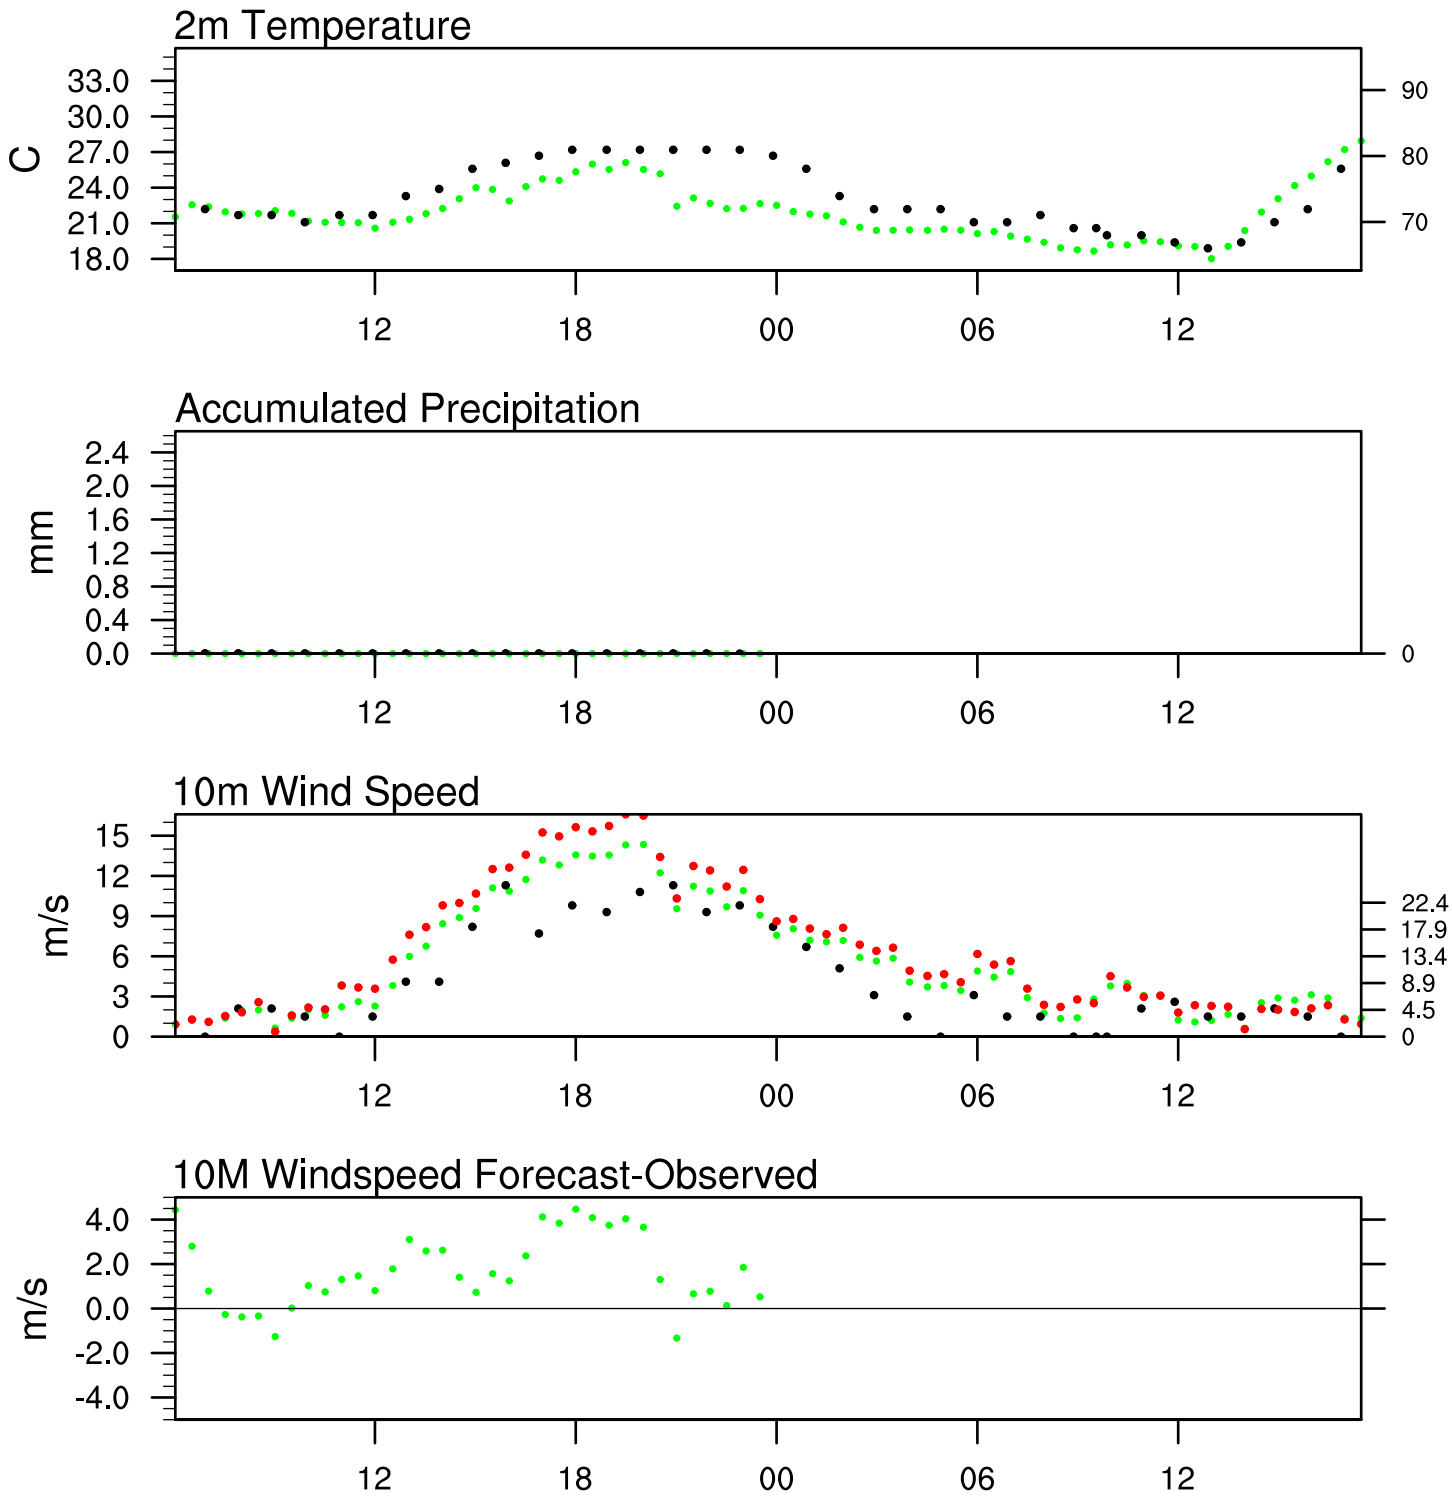 2m Temperature
33.0
30.0
27.0
24.0
21.0
18.0
C
90
80
70
12 18 00 06 12
Accumulated Precipitation
2.4
2.0
1.6
1.2
0.8
0.4
0.0
mm
0
12 18 00 06 12
10m Wind Speed
15
12
9
6
3
0
m/s
22.4
17.9
13.4
8.9
4.5
0
12 18 00 06 12
10M Windspeed Forecast-Observed
4.0
2.0
0.0
-2.0
-4.0
m/s
12 18 00 06 12